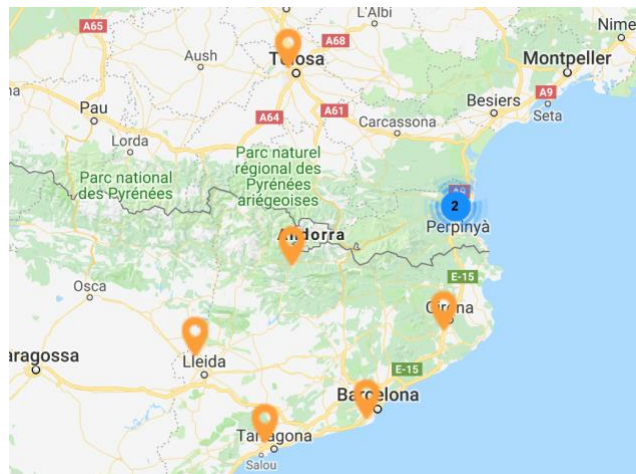 A65
L'Albi
Nime
Aush
A68
Tolosa
Montpeller
A9
Besiers
Seta
Pau
A64
A61
Carcassona
Lorda
Parc naturel
régional des
Pyrénées
ariégeoises
Parc national
des Pyrénées
2
Perpinyà
Andorra
E-15
Osca
Girona
aragossa
Lleida
E-15
Barcelona
Tarragona
Salou